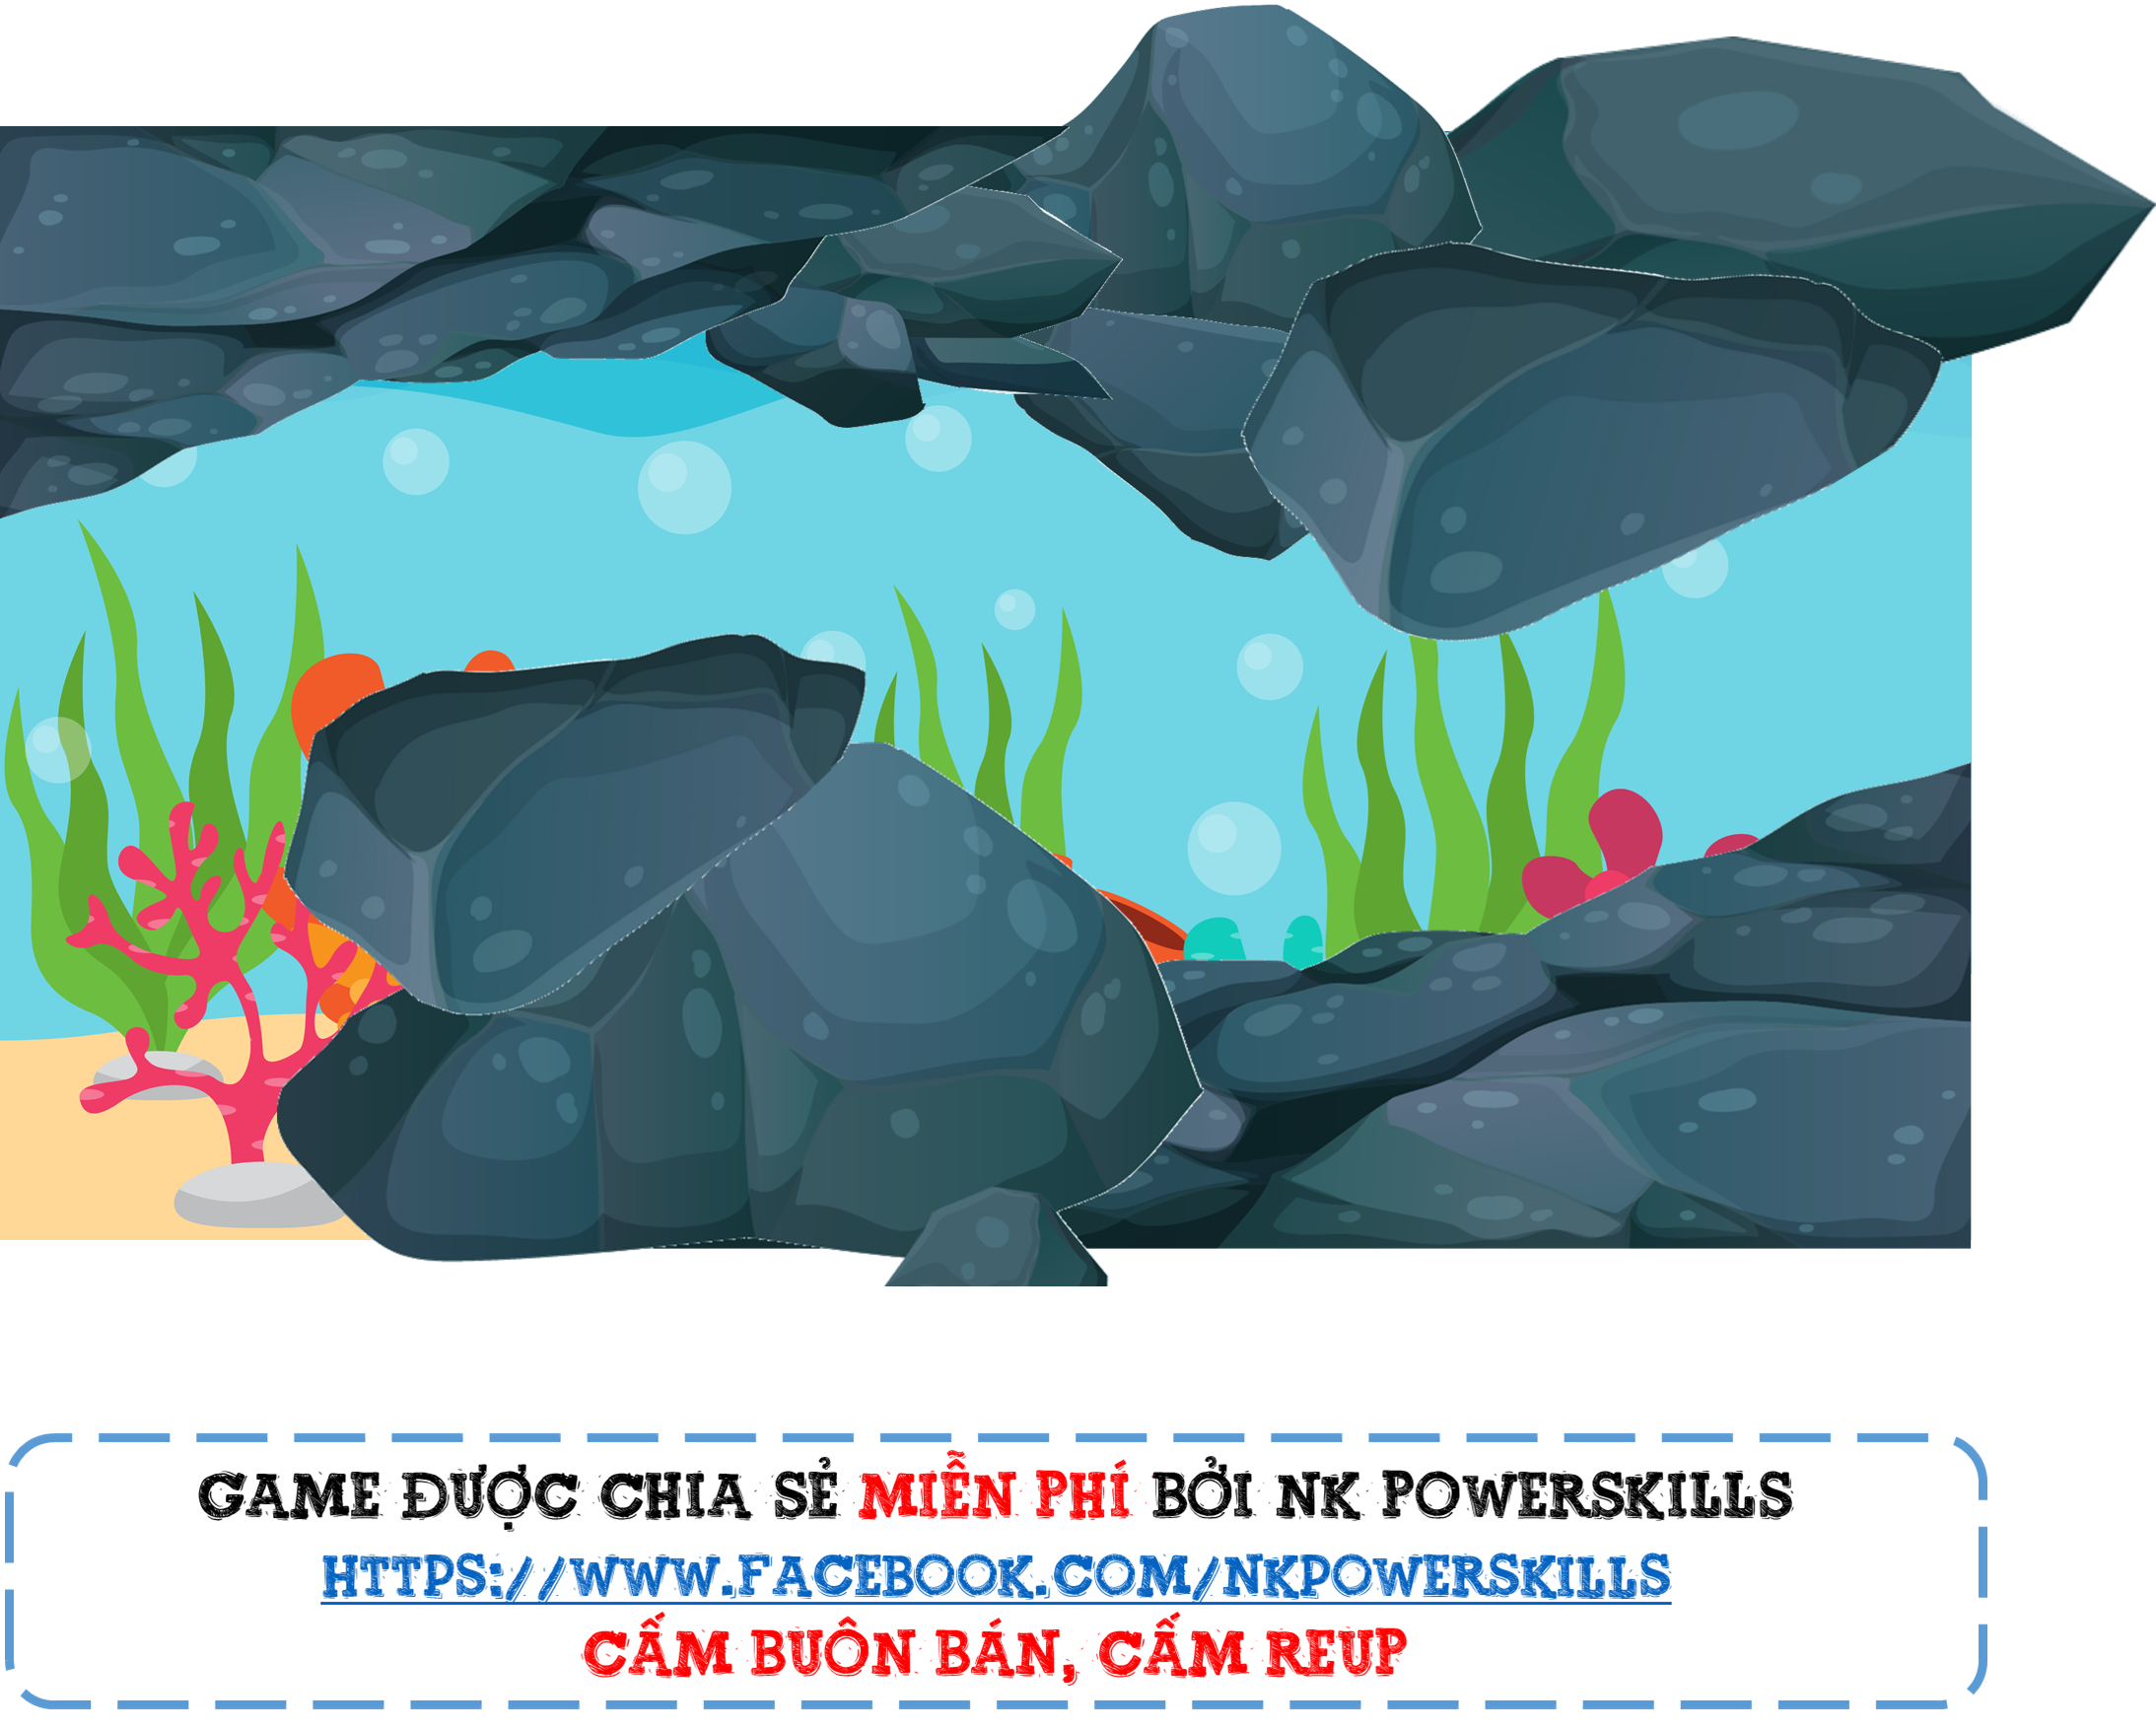 GAME ĐƯỢC CHIA SẺ MIỄN PHÍ BỞI NK POWERSKILLS
HTTPS://WWW.FACEBOOK.COM/NKPOWERSKILLS
CẤM BUÔN BÁN, CẤM REUP